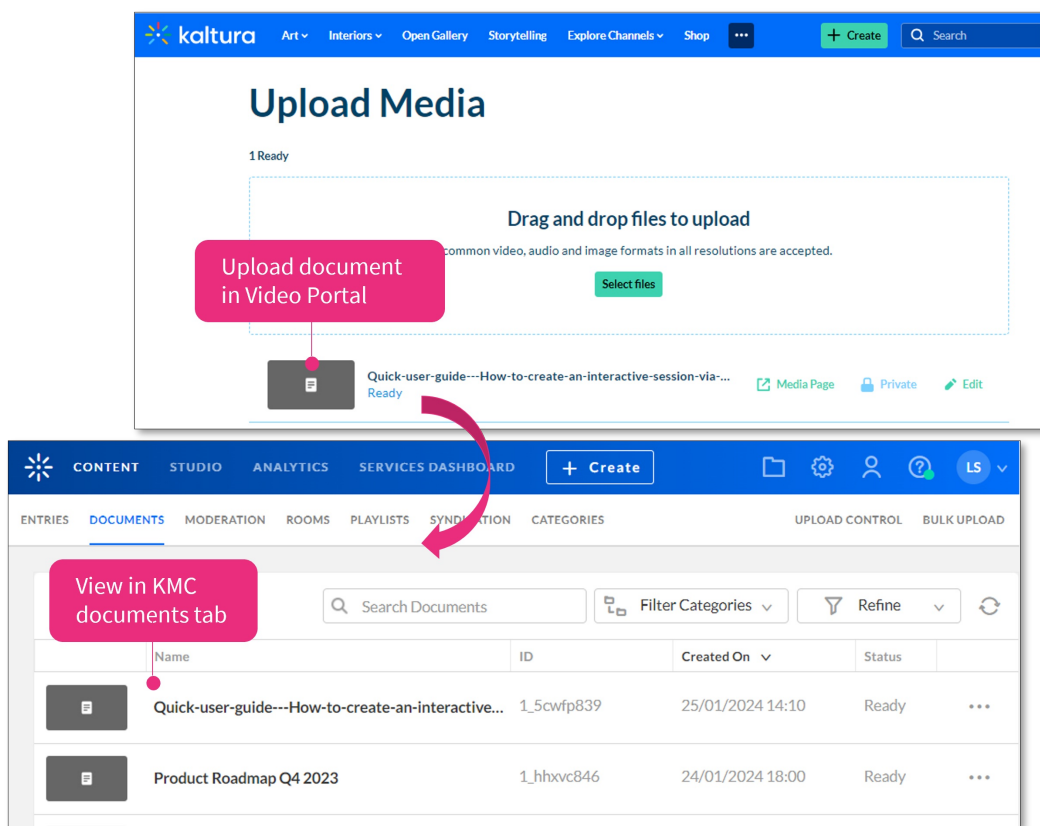 kaltura Art Interiors Open Gallery Storytelling Explore Channels Shop ••• + Create Search
Upload Media
1 Ready
Drag and drop files to upload
common video, audio and image formats in all resolutions are accepted.
Upload document
in Video Portal
Select files
Quick-user-guide---How-to-create-an-interactive-session-via-... Media Page Private Edit
Ready
CONTENT STUDIO ANALYTICS SERVICES DASHBOARD + Create ? LS
ENTRIES DOCUMENTS MODERATION ROOMS PLAYLISTS SYNDICATION CATEGORIES UPLOAD CONTROL BULK UPLOAD
View in KMC
documents tab
Search Documents Filter Categories Refine
Name ID Created On Status
Quick-user-guide---How-to-create-an-interactive... 1_5cwfp839 25/01/2024 14:10 Ready •••
Product Roadmap Q4 2023 1_hhxvc846 24/01/2024 18:00 Ready •••